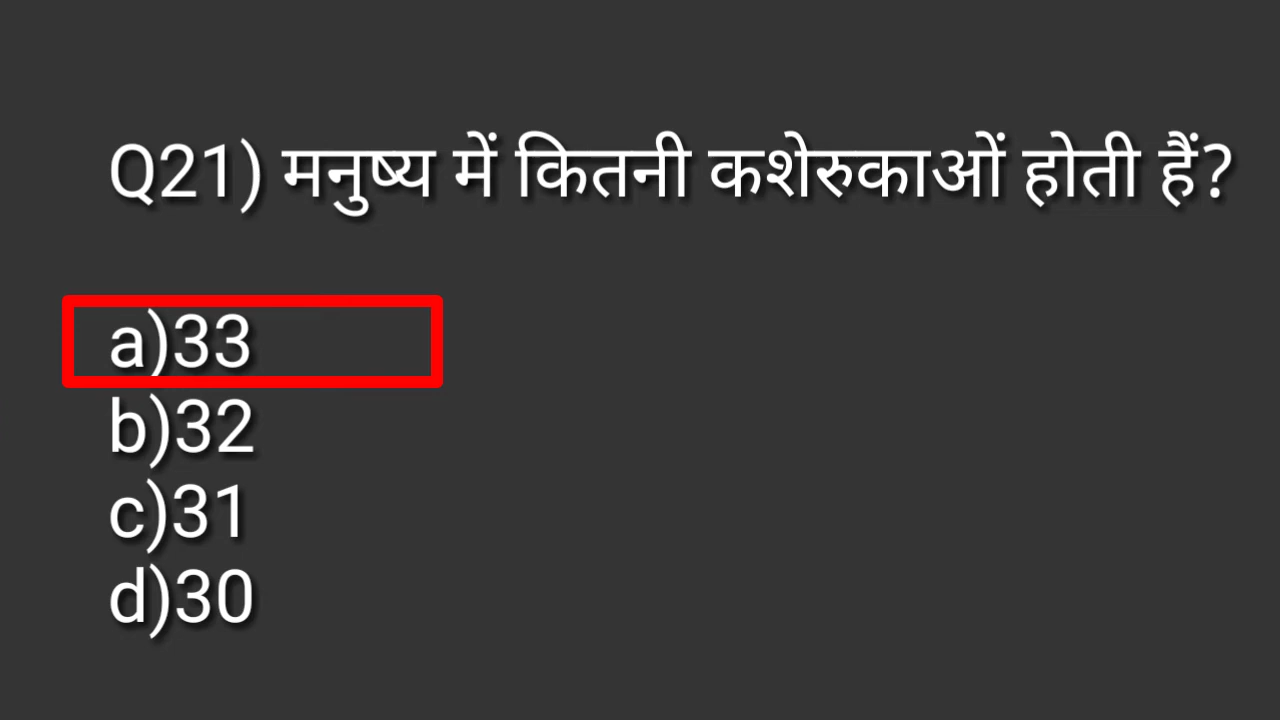 Q21) मनुष्य में कितनी कशेरुकाओं होती हैं?
a)33
b)32
c)31
d)30